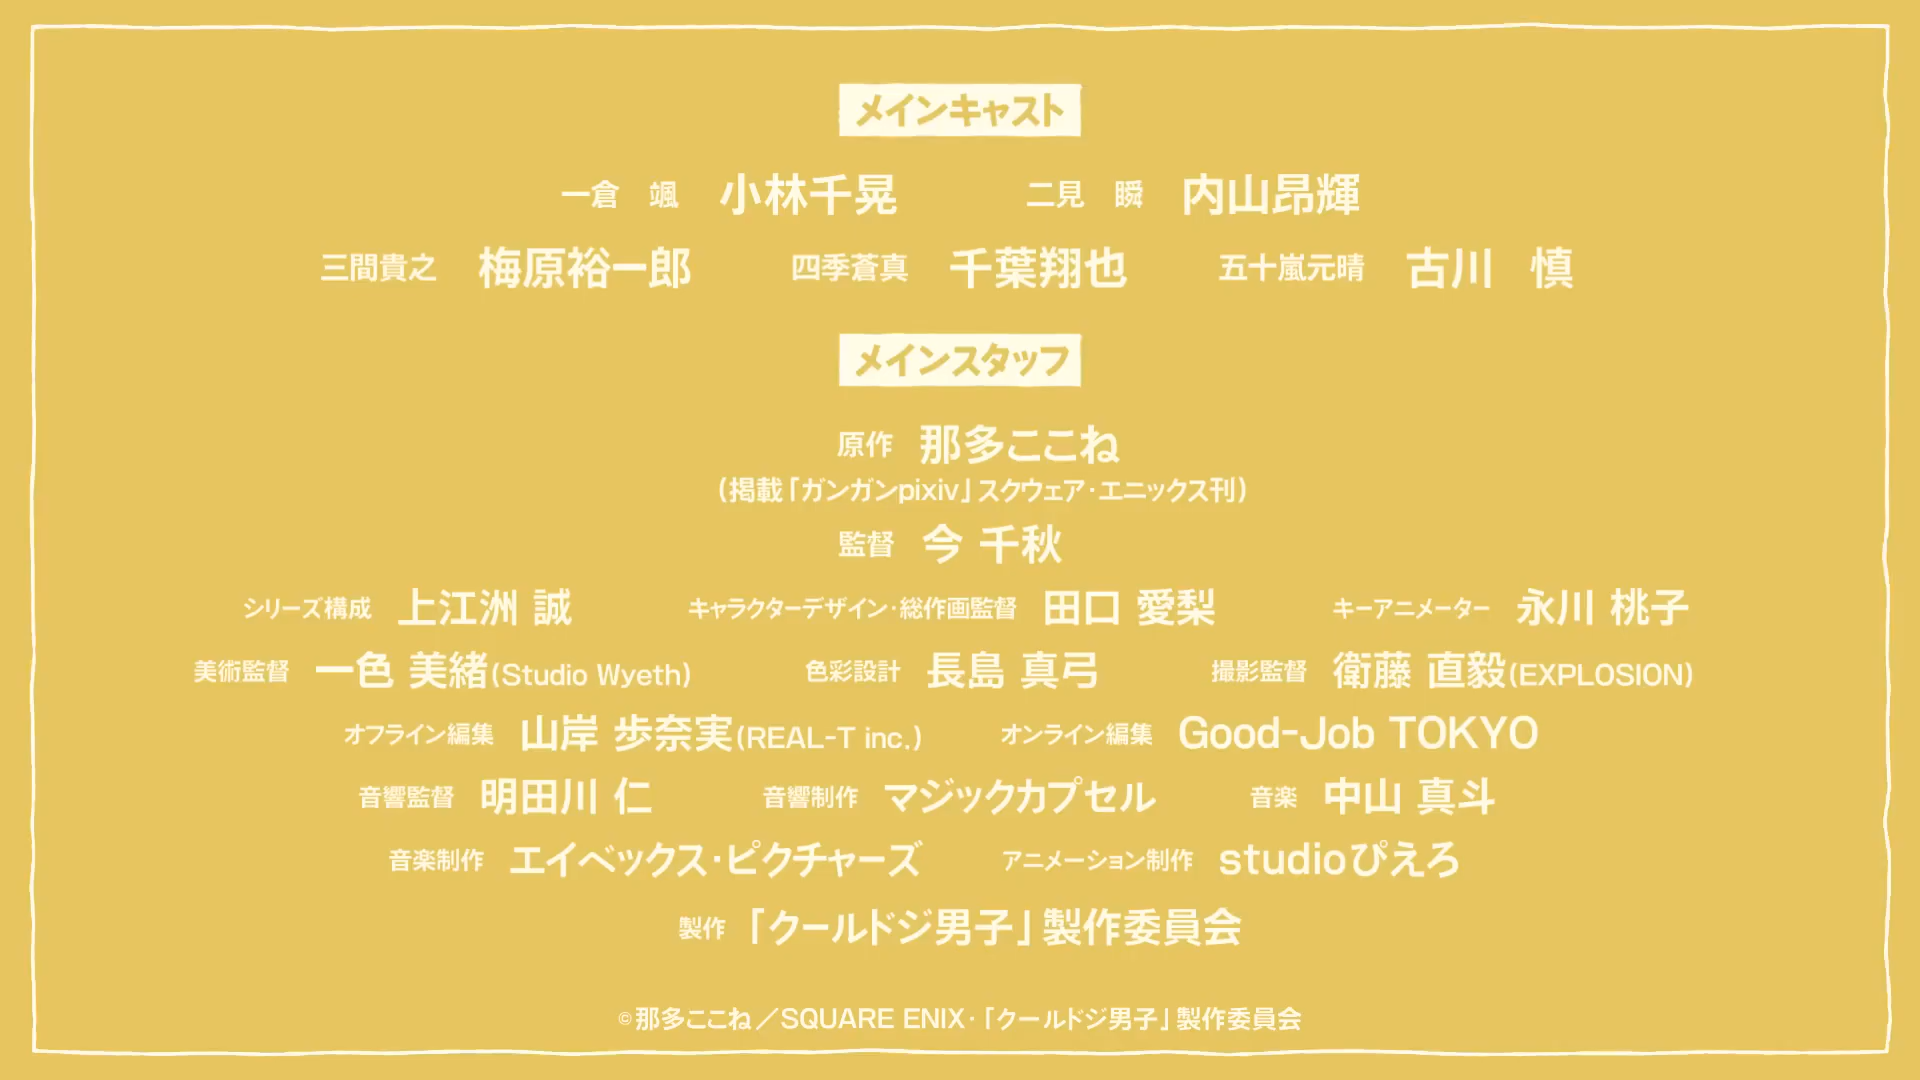 メインキャスト
一倉　颯　小林千晃　二見　瞬　内山昂輝
三間貴之　梅原裕一郎　四季蒼真　千葉翔也　五十嵐元晴　古川　慎
メインスタッフ
原作　那多ここね
(掲載「ガンガンpixiv」スクウェア・エニックス刊)
監督　今 千秋
シリーズ構成　上江洲 誠　キャラクターデザイン・総作画監督　田口 愛梨　キーアニメーター　永川 桃子
美術監督　一色 美緒(Studio Wyeth)　色彩設計　長島 真弓　撮影監督　衛藤 直毅(EXPLOSION)
オフライン編集　山岸 歩奈実(REAL-T inc.)　オンライン編集　Good-Job TOKYO
音響監督　明田川 仁　音響制作　マジックカプセル　音楽　中山 真斗
音楽制作　エイベックス・ピクチャーズ　アニメーション制作　studioぴえろ
製作　「クールドジ男子」製作委員会
©那多ここね／SQUARE ENIX・「クールドジ男子」製作委員会